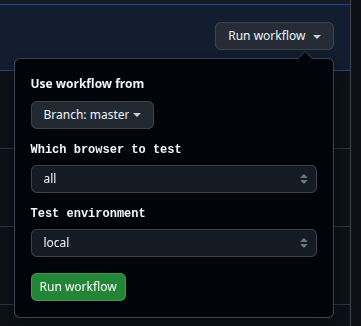 Run workflow
Use workflow from
Branch: master
Which browser to test
all
Test environment
local
Run workflow